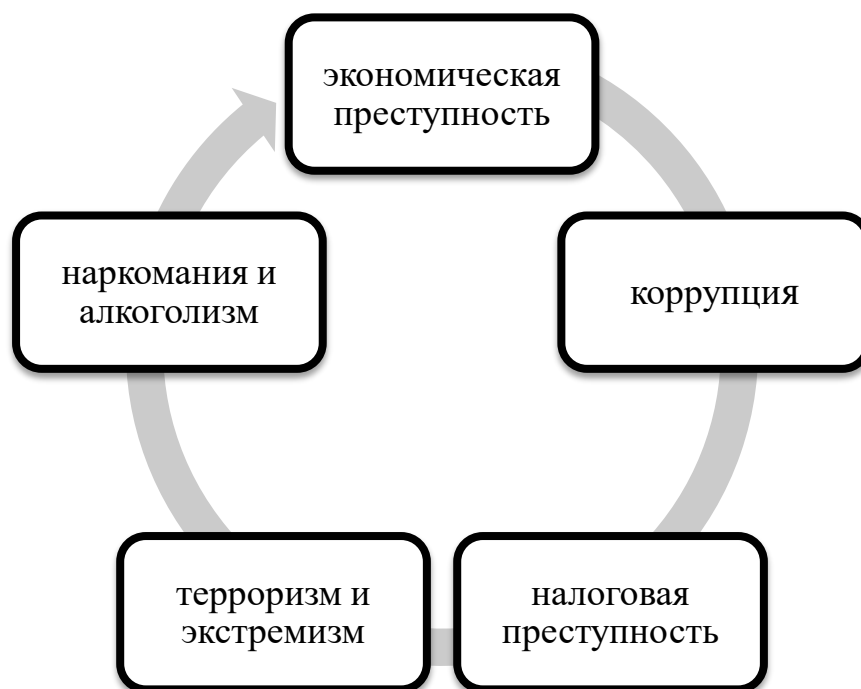 экономическая
преступность
коррупция
налоговая
преступность
терроризм и
экстремизм
наркомания и
алкоголизм